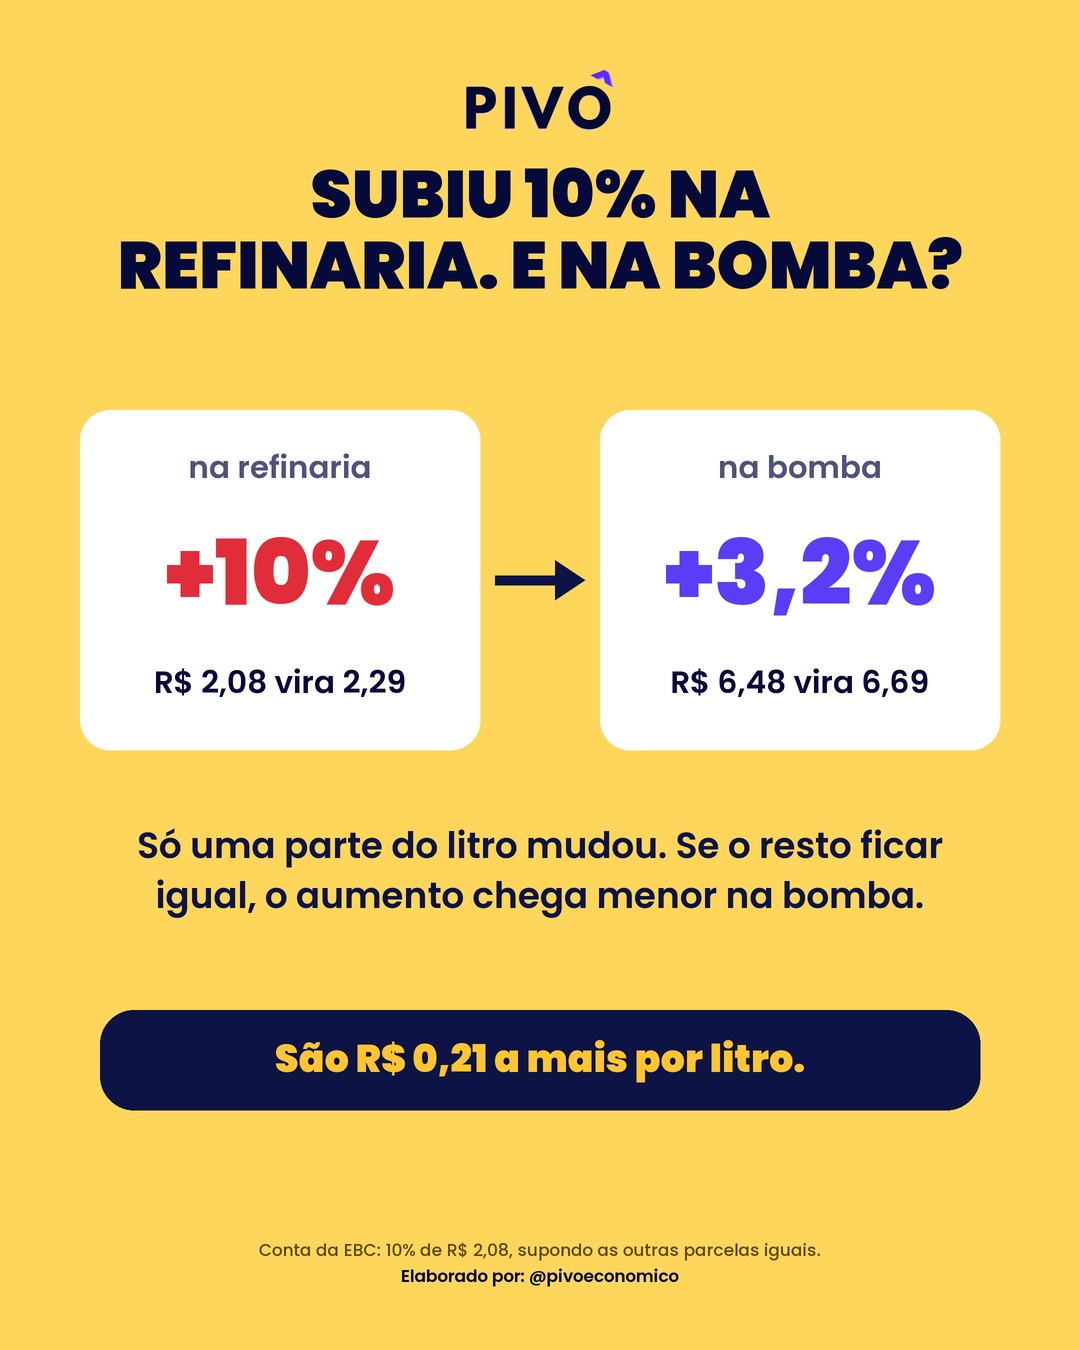 PIVÔ
SUBIU 10% NA
REFINARIA. E NA BOMBA?
na refinaria
+10%
R$ 2,08 vira 2,29
na bomba
+3,2%
R$ 6,48 vira 6,69
Só uma parte do litro mudou. Se o resto ficar
igual, o aumento chega menor na bomba.
São R$ 0,21 a mais por litro.
Conta da EBC: 10% de R$ 2,08, supondo as outras parcelas iguais.
Elaborado por: @pivoeconomico